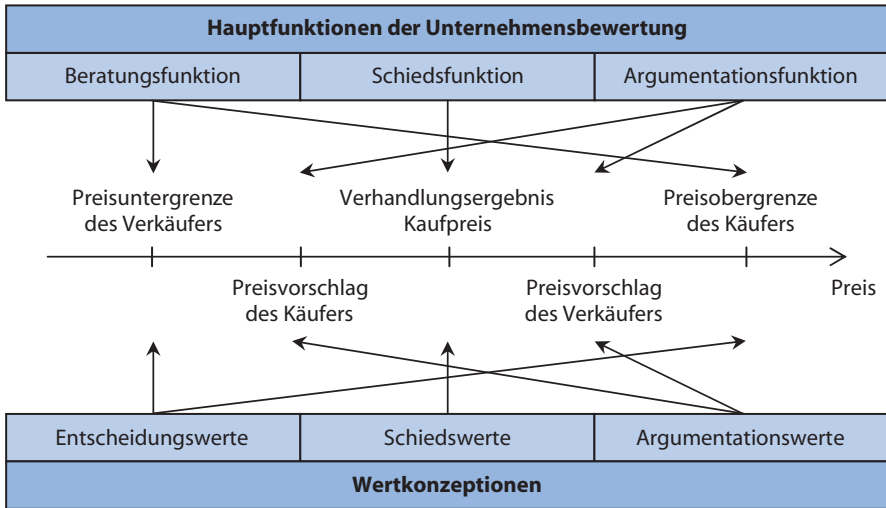 Hauptfunktionen der Unternehmensbewertung
Beratungsfunktion
Schiedsfunktion
Argumentationsfunktion
Preisuntergrenze
des Verkäufers
Verhandlungsergebnis
Kaufpreis
Preisobergrenze
des Käufers
Preisvorschlag
des Käufers
Preisvorschlag
des Verkäufers
Preis
Entscheidungswerte
Schiedswerte
Argumentationswerte
Wertkonzeptionen